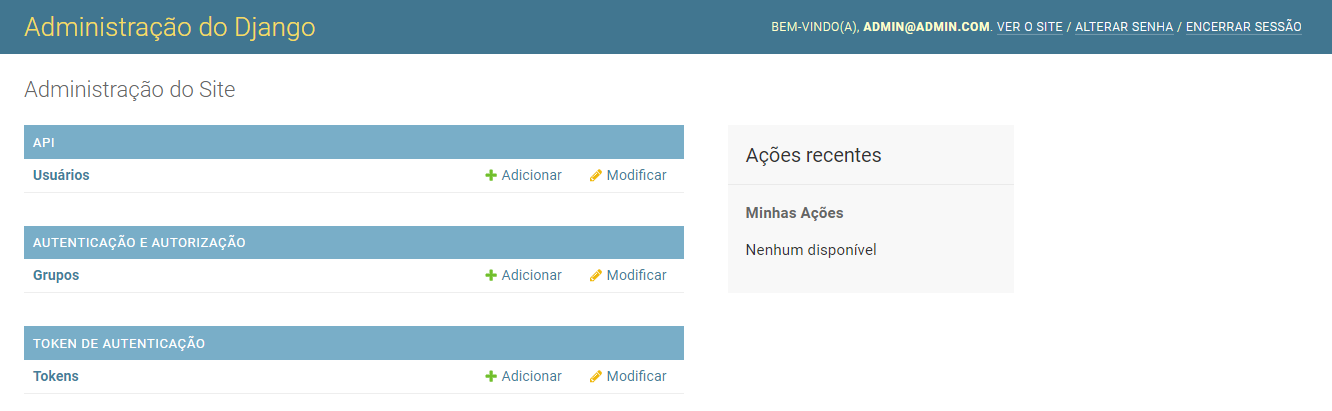 Administração do Django
BEM-VINDO(A), ADMIN@ADMIN.COM. VER O SITE / ALTERAR SENHA / ENCERRAR SESSÃO
Administração do Site
API
Usuários Adicionar Modificar
AUTENTICAÇÃO E AUTORIZAÇÃO
Grupos Adicionar Modificar
TOKEN DE AUTENTICAÇÃO
Tokens Adicionar Modificar
Ações recentes
Minhas Ações
Nenhum disponível